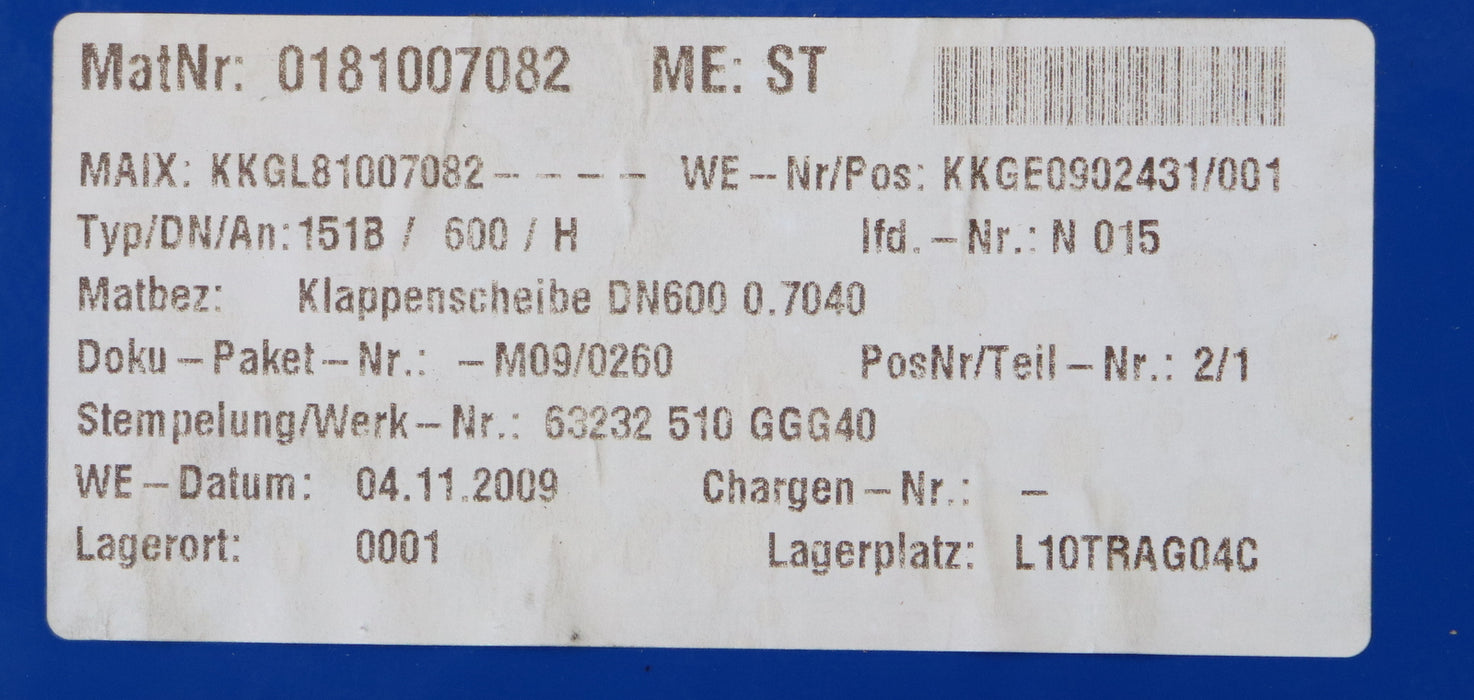 MatNr: 0181007082 ME: ST
MAIX: KKGL81007082---- WE-Nr/Pos: KKGE0902431/001
Typ/DN/An:151B / 600 / H lfd.-Nr.: N 015
Matbez: Klappenscheibe DN600 0.7040
Doku-Paket-Nr.: -M09/0260 PosNr/Teil-Nr.: 2/1
Stempelung/Werk-Nr.: 63232 510 GGG40
WE-Datum: 04.11.2009 Chargen-Nr.: -
Lagerort: 0001 Lagerplatz: L10TRAG04C